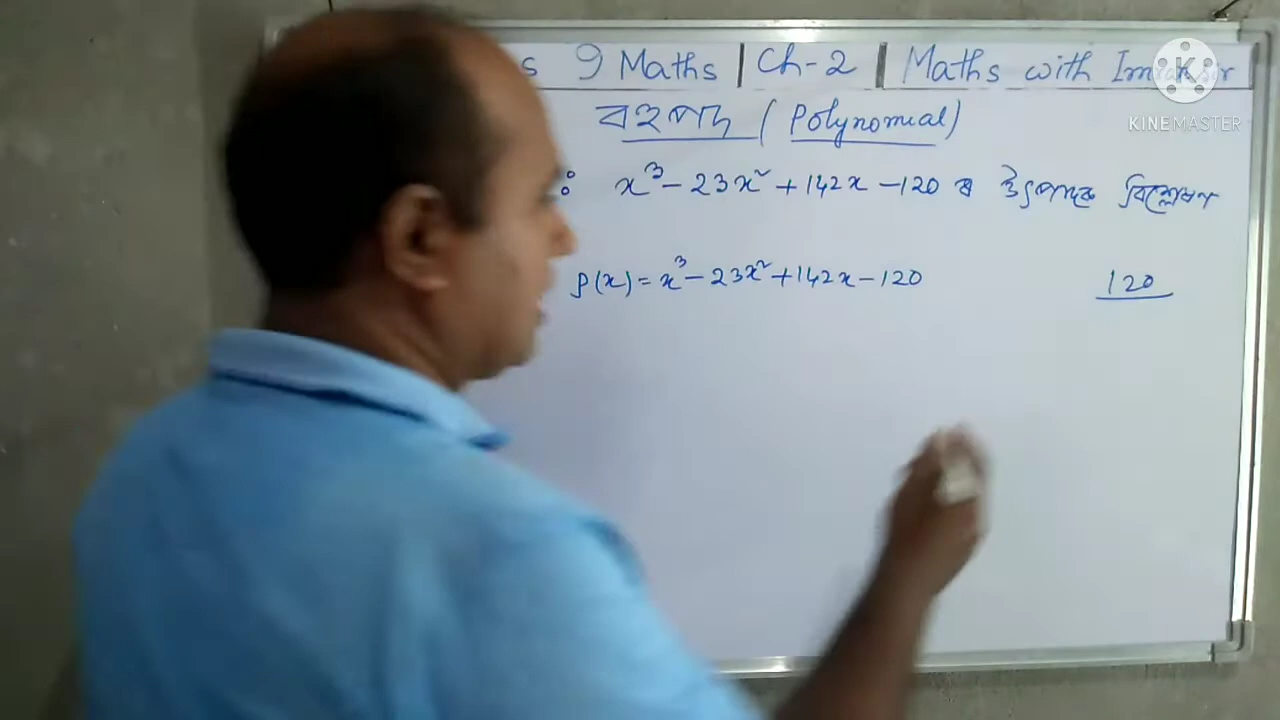 s 9 Maths | Ch-2 | Maths with Imran sir
KINEMASTER
বহুপদ (Polynomial)
: x³ - 23x² + 142x - 120 ৰ উৎপাদক বিশ্লেষণ
p(x) = x³ - 23x² + 142x - 120
120